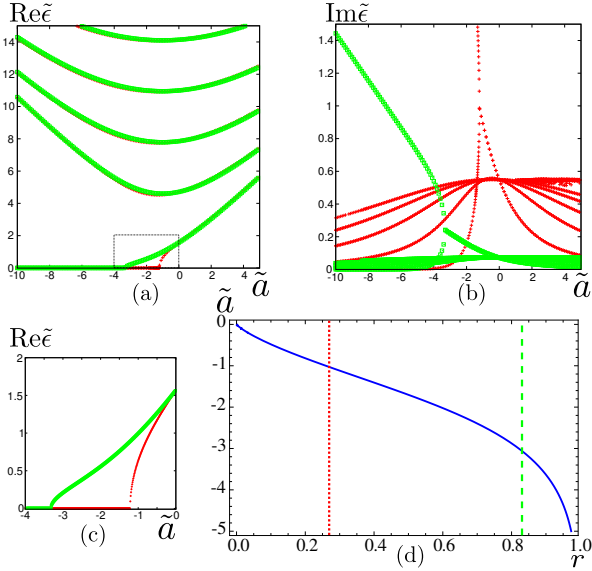 Reε̃
14
12
10
8
6
4
2
0
-10 -8 -6 -4 -2 0 2 4
ã
(a)
Imε̃
1.4
1.2
1
0.8
0.6
0.4
0.2
0
-10 -8 -6 -4 -2 0 2 4
ã
(b)
Reε̃
2
1.5
1
0.5
0
-4 -3 -2 -1 0
ã
(c)
ã
0
-1
-2
-3
-4
-5
0.0 0.2 0.4 0.6 0.8 1.0
r
(d)